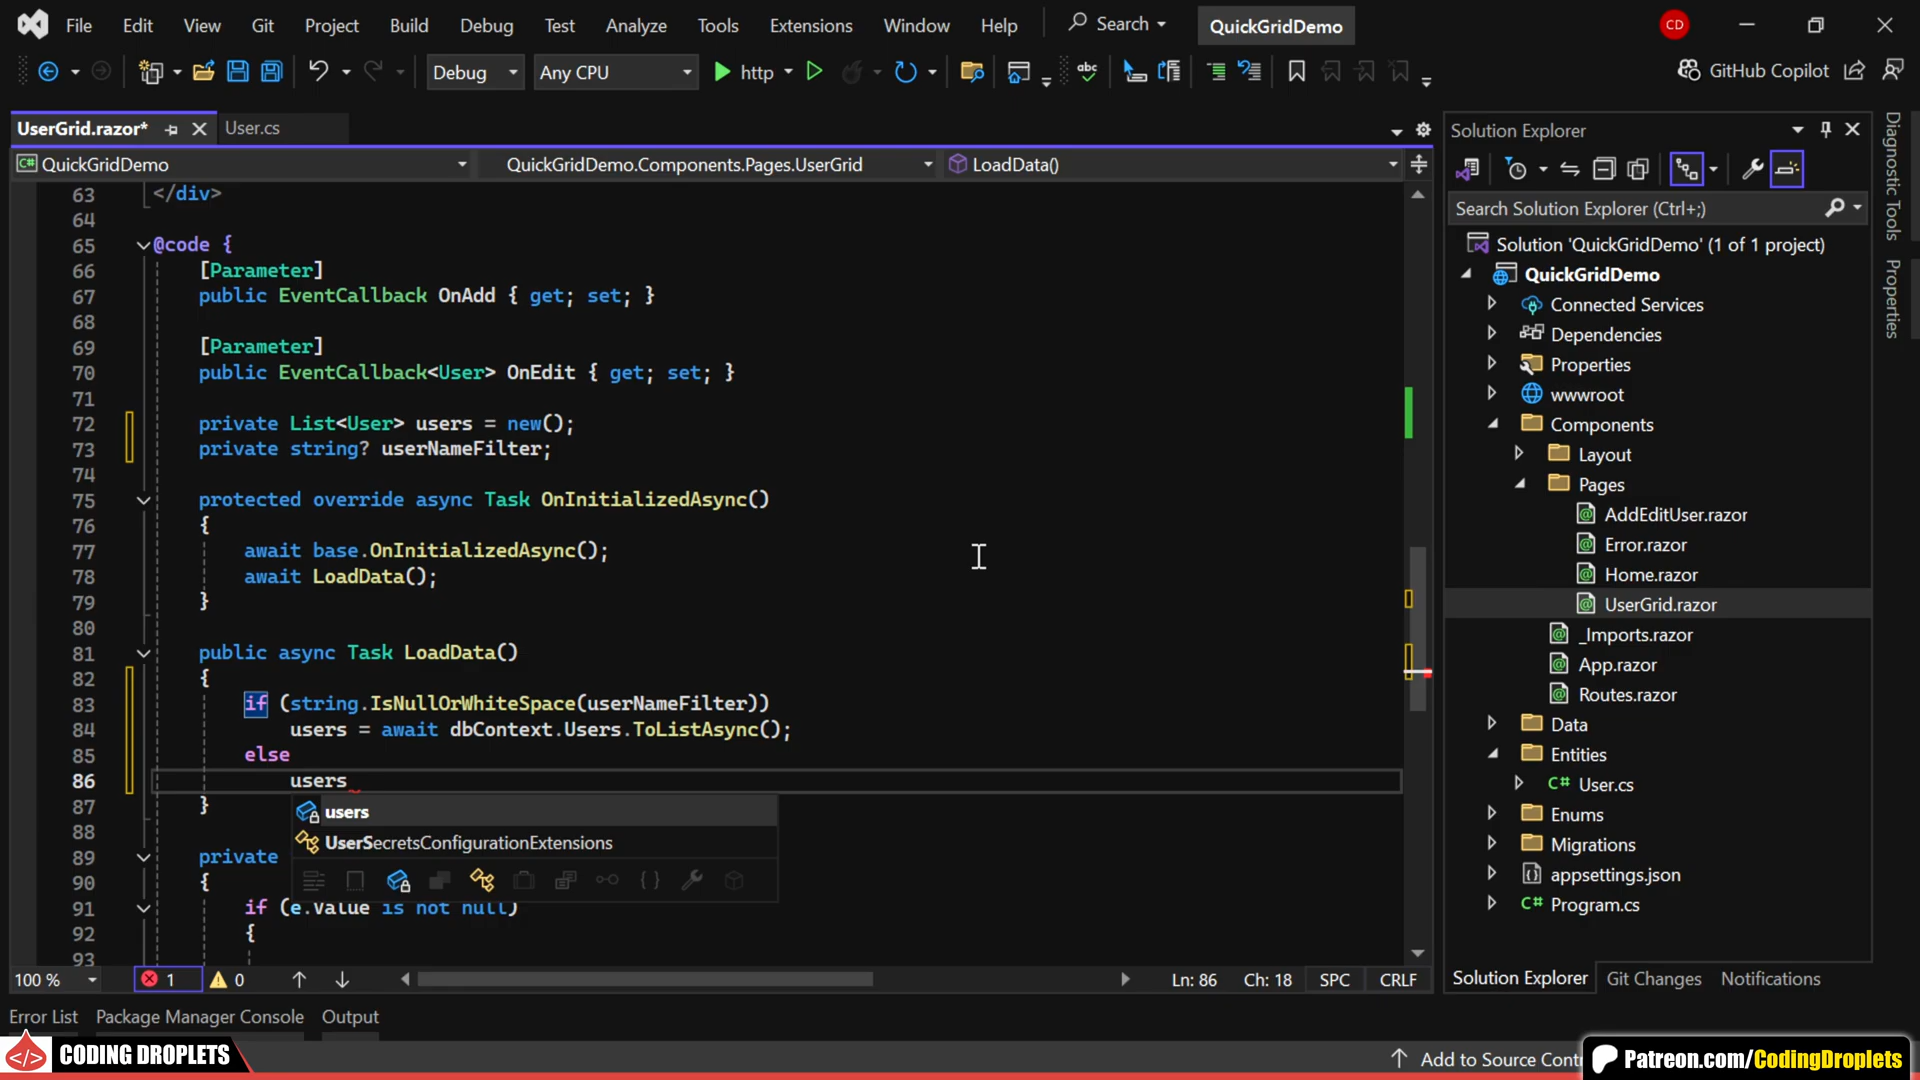 File Edit View Git Project Build Debug Test Analyze Tools Extensions Window Help Search QuickGridDemo CD
Debug Any CPU http abc GitHub Copilot
UserGrid.razor* User.cs
C# QuickGridDemo QuickGridDemo.Components.Pages.UserGrid LoadData()
63 </div>
64
65 @code {
66 [Parameter]
67 public EventCallback OnAdd { get; set; }
68
69 [Parameter]
70 public EventCallback<User> OnEdit { get; set; }
71
72 private List<User> users = new();
73 private string? userNameFilter;
74
75 protected override async Task OnInitializedAsync()
76 {
77 await base.OnInitializedAsync();
78 await LoadData();
79 }
80
81 public async Task LoadData()
82 {
83 if (string.IsNullOrWhiteSpace(userNameFilter))
84 users = await dbContext.Users.ToListAsync();
85 else
86 users
87 }
users
88
UserSecretsConfigurationExtensions
89 private
90 {
91 if (e.Value is not null)
92 {
93
100 % 1 0 Ln: 86 Ch: 18 SPC CRLF
Error List Package Manager Console Output
Solution Explorer
Search Solution Explorer (Ctrl+;)
Solution 'QuickGridDemo' (1 of 1 project)
QuickGridDemo
Connected Services
Dependencies
Properties
wwwroot
Components
Layout
Pages
AddEditUser.razor
Error.razor
Home.razor
UserGrid.razor
_Imports.razor
App.razor
Routes.razor
Data
Entities
C# User.cs
Enums
Migrations
appsettings.json
C# Program.cs
Solution Explorer Git Changes Notifications
Diagnostic Tools
Properties
</> CODING DROPLETS
Add to Source Contr
Patreon.com/CodingDroplets